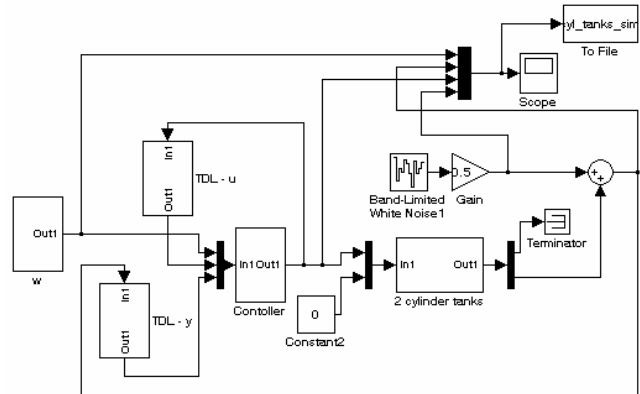 yl_tanks_sim
To File
Scope
In1
TDL - u
Out1
Band-Limited
White Noise1
0.5
Gain
++
Terminator
Out1
w
In1
TDL - y
Out1
In1 Out1
Contoller
0
Constant2
In1
Out1
2 cylinder tanks